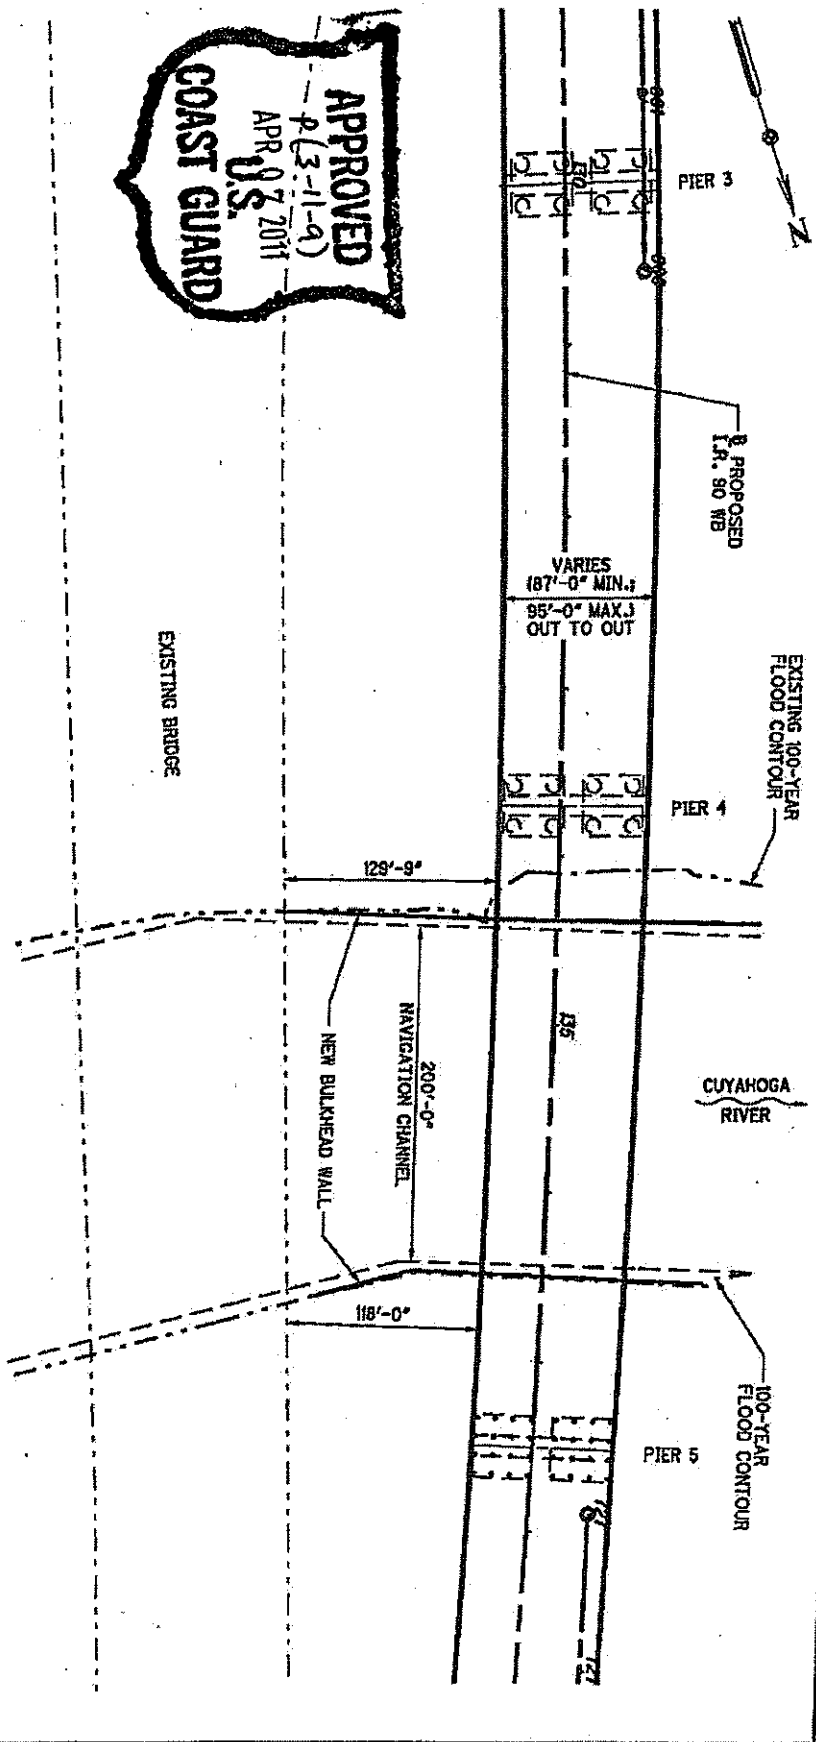 PIER 3
130
N
APPROVED
P(3-11-9)
APR 07 2011
U.S.
COAST GUARD
PROPOSED
I.R. 90 WB
VARIES
(87'-0" MIN.;
95'-0" MAX.)
OUT TO OUT
EXISTING BRIDGE
EXISTING 100-YEAR
FLOOD CONTOUR
PIER 4
129'-9"
135
CUYAHOGA
RIVER
200'-0"
NAVIGATION CHANNEL
NEW BULKHEAD WALL
118'-0"
100-YEAR
FLOOD CONTOUR
PIER 5
127